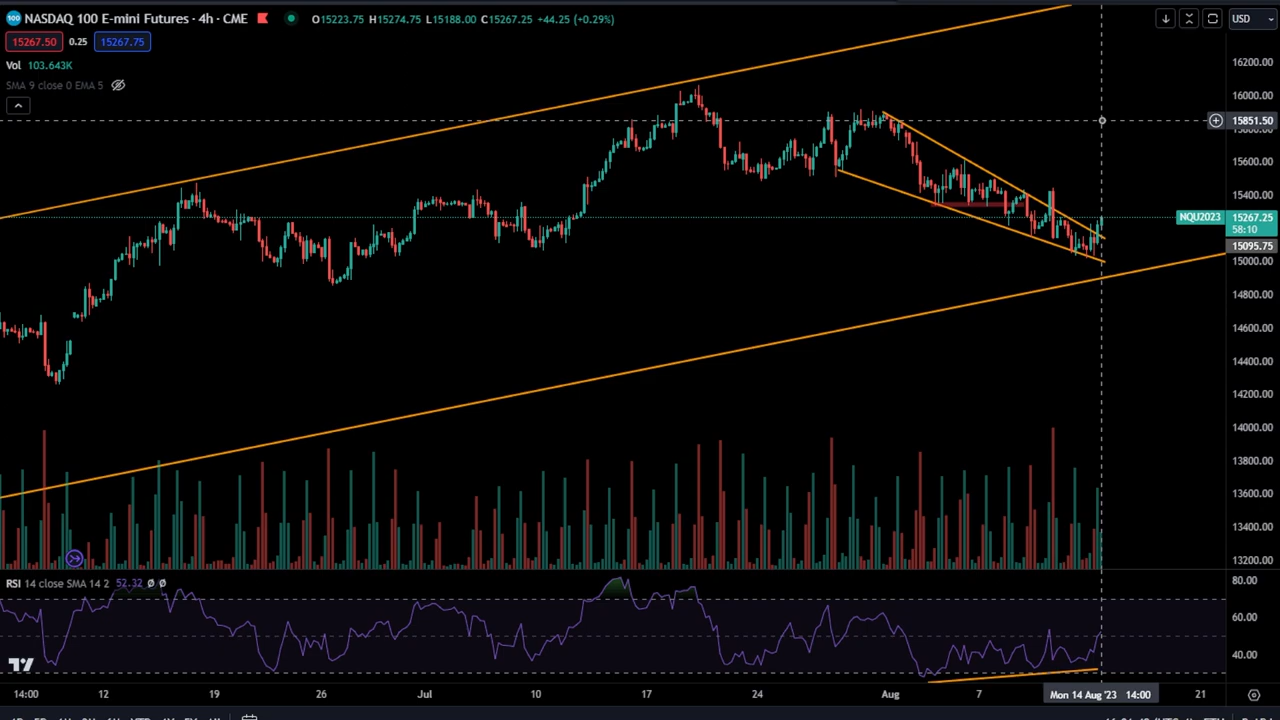 100 NASDAQ 100 E-mini Futures · 4h · CME O15223.75 H15274.75 L15188.00 C15267.25 +44.25 (+0.29%)
USD
15267.50 0.25 15267.75
Vol 103.643K
SMA 9 close 0 EMA 5
16200.00
16000.00
15851.50
15800.00
15600.00
15400.00
NQU2023 15267.25
58:10
15095.75
15000.00
14800.00
14600.00
14400.00
14200.00
14000.00
13800.00
13600.00
13400.00
13200.00
RSI 14 close SMA 14 2 52.32 Ø Ø
80.00
60.00
40.00
14:00 12 19 26 Jul 10 17 24 Aug 7 Mon 14 Aug '23 14:00 21